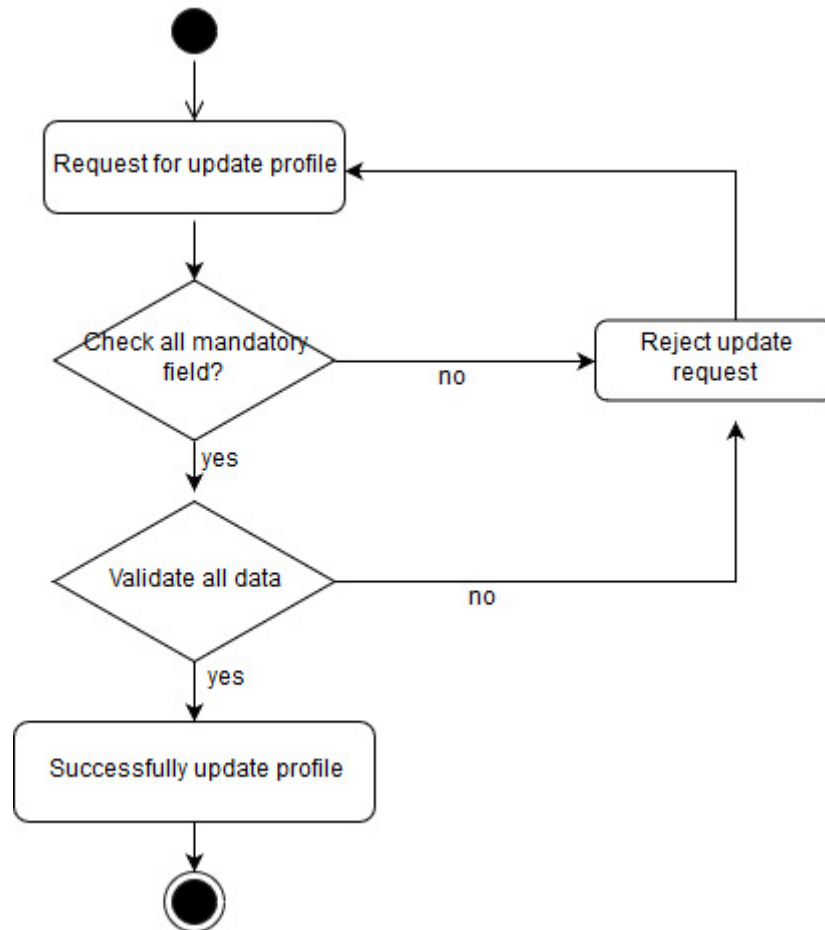 Request for update profile
Check all mandatory
field?
no
Reject update
request
yes
Validate all data
no
yes
Successfully update profile